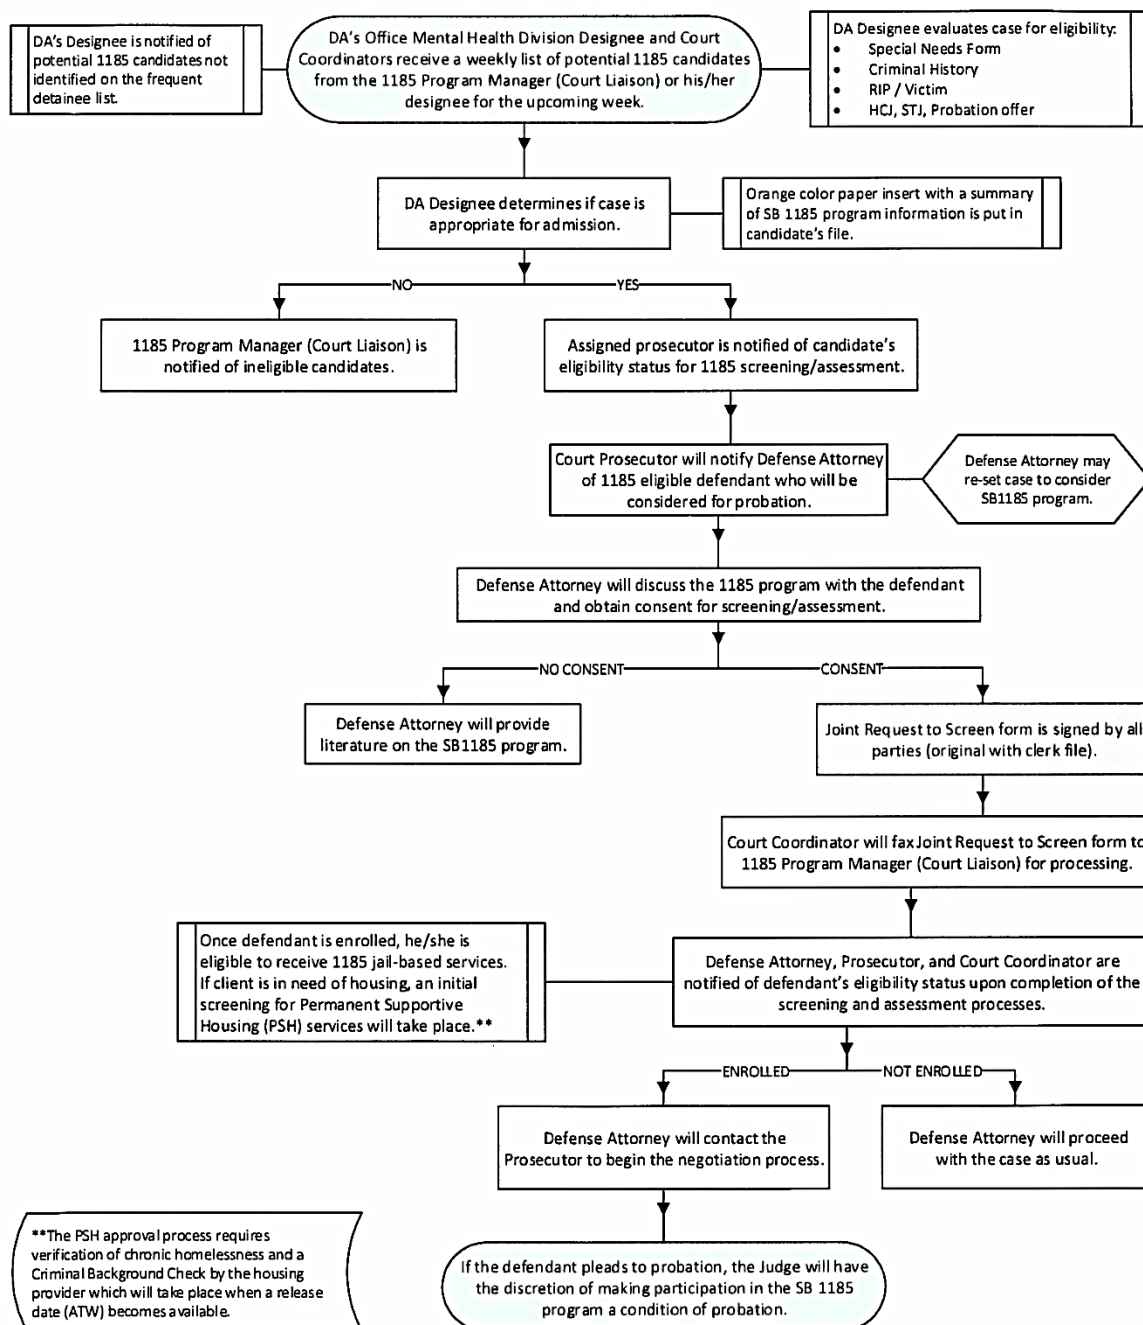 DA's Designee is notified of
potential 1185 candidates not
identified on the frequent
detainee list.
DA's Office Mental Health Division Designee and Court
Coordinators receive a weekly list of potential 1185 candidates
from the 1185 Program Manager (Court Liaison) or his/her
designee for the upcoming week.
DA Designee evaluates case for eligibility:
• Special Needs Form
• Criminal History
• RIP / Victim
• HCJ, STJ, Probation offer
DA Designee determines if case is
appropriate for admission.
Orange color paper insert with a summary
of SB 1185 program information is put in
candidate's file.
NO
YES
1185 Program Manager (Court Liaison) is
notified of ineligible candidates.
Assigned prosecutor is notified of candidate's
eligibility status for 1185 screening/assessment.
Court Prosecutor will notify Defense Attorney
of 1185 eligible defendant who will be
considered for probation.
Defense Attorney may
re-set case to consider
SB1185 program.
Defense Attorney will discuss the 1185 program with the defendant
and obtain consent for screening/assessment.
NO CONSENT
CONSENT
Defense Attorney will provide
literature on the SB1185 program.
Joint Request to Screen form is signed by all
parties (original with clerk file).
Court Coordinator will fax Joint Request to Screen form to
1185 Program Manager (Court Liaison) for processing.
Once defendant is enrolled, he/she is
eligible to receive 1185 jail-based services.
If client is in need of housing, an initial
screening for Permanent Supportive
Housing (PSH) services will take place.**
Defense Attorney, Prosecutor, and Court Coordinator are
notified of defendant's eligibility status upon completion of the
screening and assessment processes.
ENROLLED
NOT ENROLLED
Defense Attorney will contact the
Prosecutor to begin the negotiation process.
Defense Attorney will proceed
with the case as usual.
**The PSH approval process requires
verification of chronic homelessness and a
Criminal Background Check by the housing
provider which will take place when a release
date (ATW) becomes available.
If the defendant pleads to probation, the Judge will have
the discretion of making participation in the SB 1185
program a condition of probation.